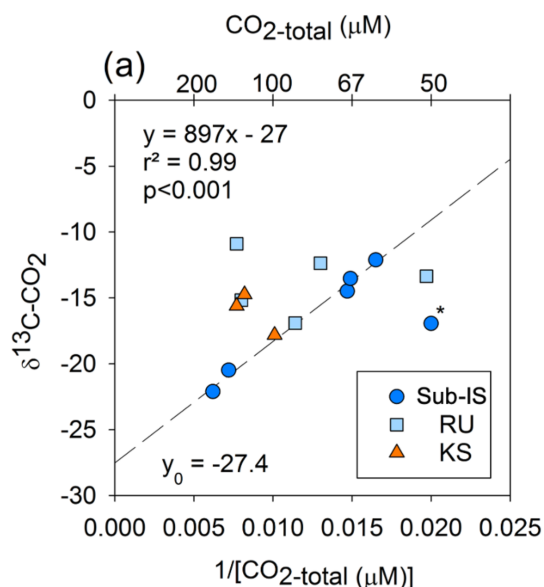 CO2-total (μM)
(a)
200 100 67 50
y = 897x - 27
r² = 0.99
p<0.001
0
-5
-10
-15
-20
-25
-30
δ13C-CO2
*
Sub-IS
RU
KS
y0 = -27.4
0.000 0.005 0.010 0.015 0.020 0.025
1/[CO2-total (μM)]